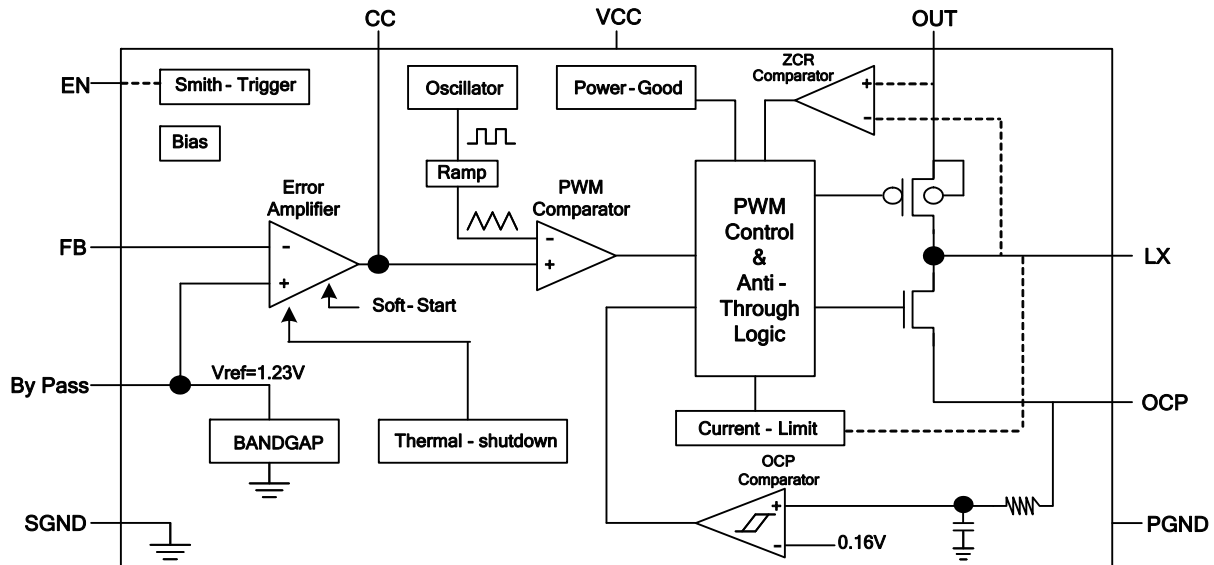 CC
VCC
OUT
EN
Smith - Trigger
Oscillator
Power - Good
ZCR
Comparator
+
-
Bias
Ramp
Error
Amplifier
PWM
Comparator
PWM
Control
&
Anti -
Through
Logic
FB
-
+
-
+
LX
Soft - Start
By Pass
Vref=1.23V
OCP
BANDGAP
Thermal - shutdown
Current - Limit
OCP
Comparator
+
-
0.16V
SGND
PGND